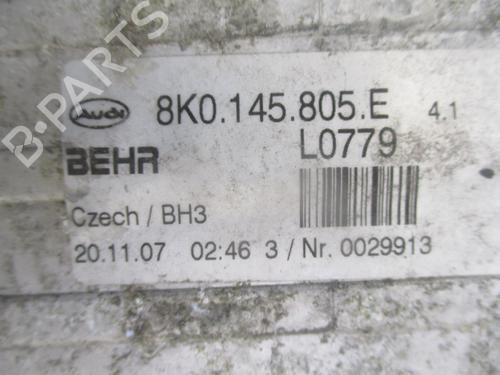 Audi 8K0.145.805.E 4.1
BEHR L0779
Czech / BH3
20.11.07 02:46 3 / Nr. 0029913
B-PARTS